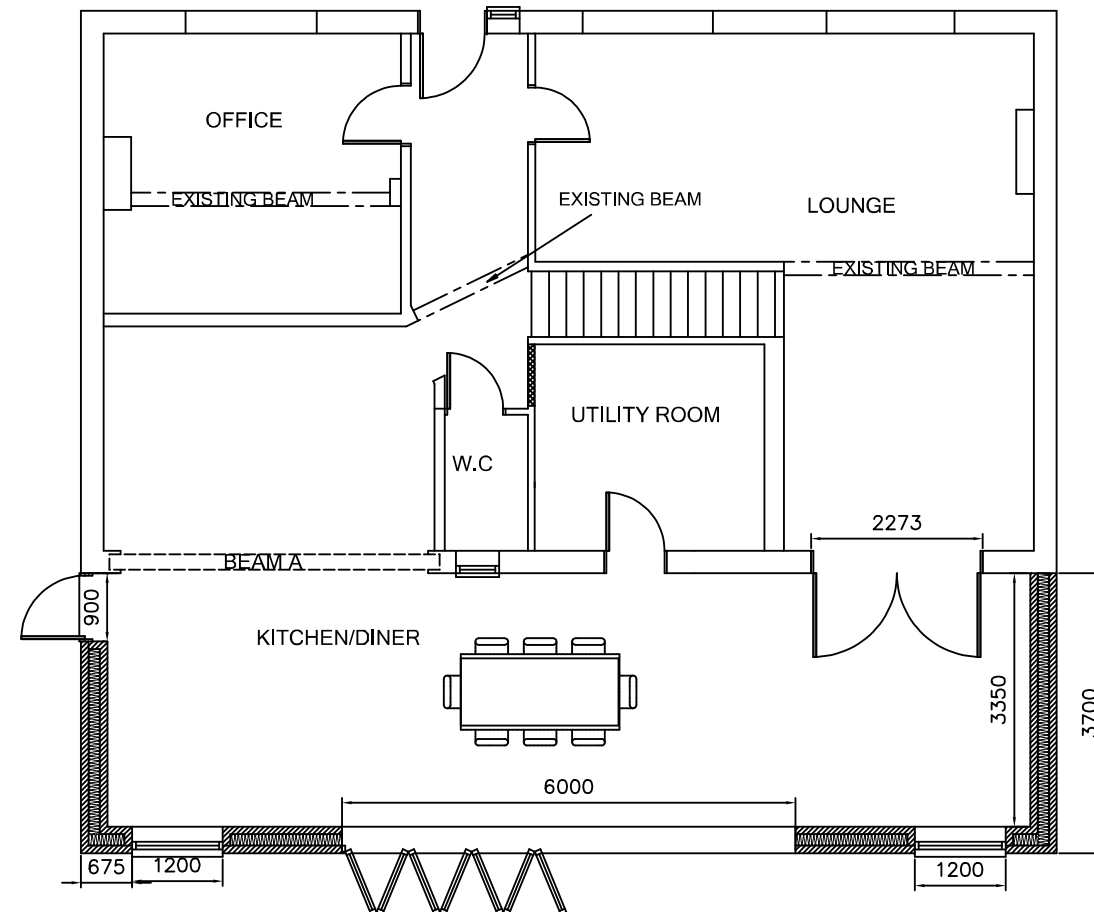 OFFICE
EXISTING BEAM
EXISTING BEAM
LOUNGE
EXISTING BEAM
UTILITY ROOM
W.C
2273
BEAM A
900
KITCHEN/DINER
3350
3700
6000
675
1200
1200